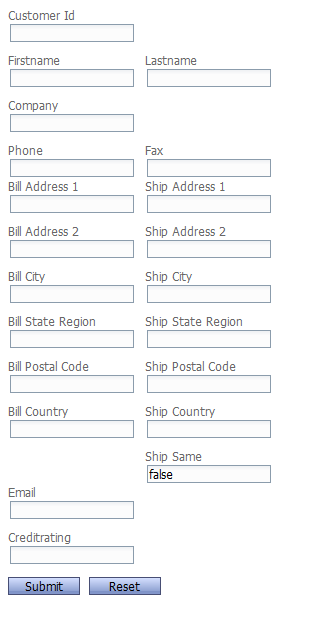 Customer Id
Firstname Lastname
Company
Phone Fax
Bill Address 1 Ship Address 1
Bill Address 2 Ship Address 2
Bill City Ship City
Bill State Region Ship State Region
Bill Postal Code Ship Postal Code
Bill Country Ship Country
Ship Same
false
Email
Creditrating
Submit Reset